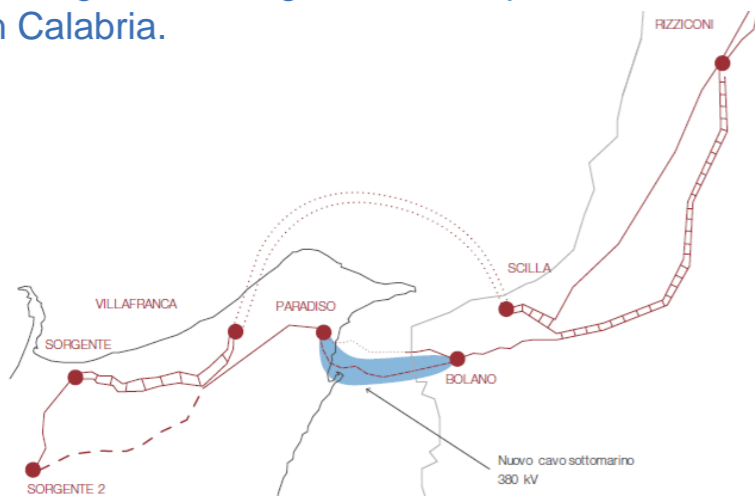 n Calabria.
RIZZICONI
SCILLA
VILLAFRANCA
PARADISO
SORGENTE
BOLANO
Nuovo cavo sottomarino
380 kV
SORGENTE 2